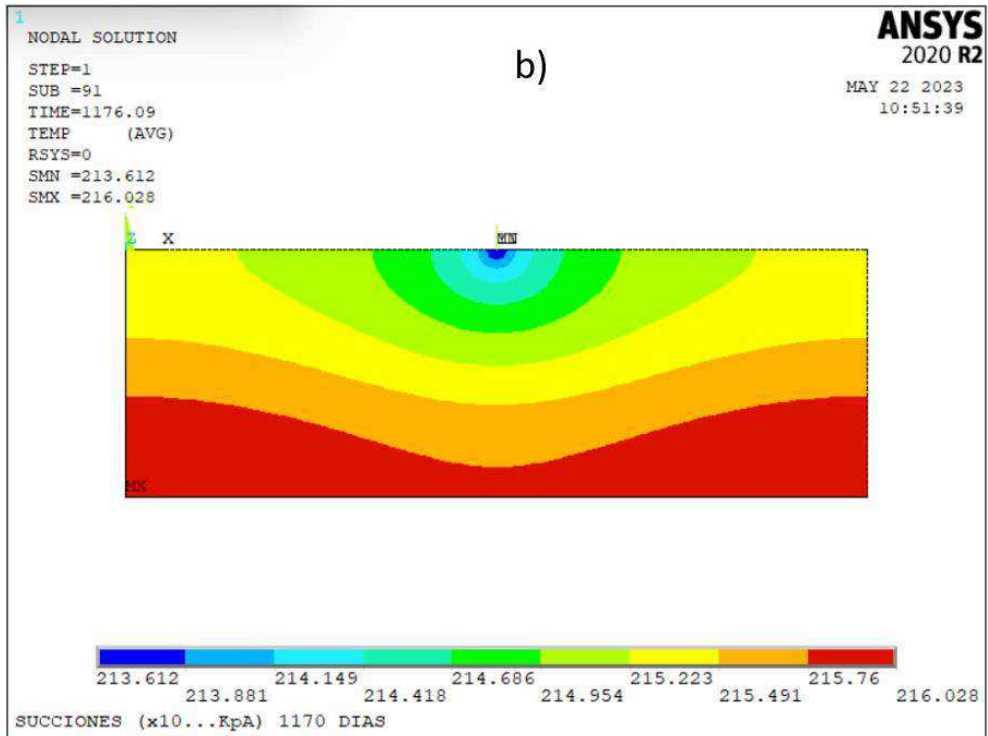 1
NODAL SOLUTION
STEP=1
SUB =91
TIME=1176.09
TEMP (AVG)
RSYS=0
SMN =213.612
SMX =216.028
b)
ANSYS
2020 R2
MAY 22 2023
10:51:39
Z X MN
MX
213.612 214.149 214.686 215.223 215.76
213.881 214.418 214.954 215.491 216.028
SUCCIONES (x10...KpA) 1170 DIAS